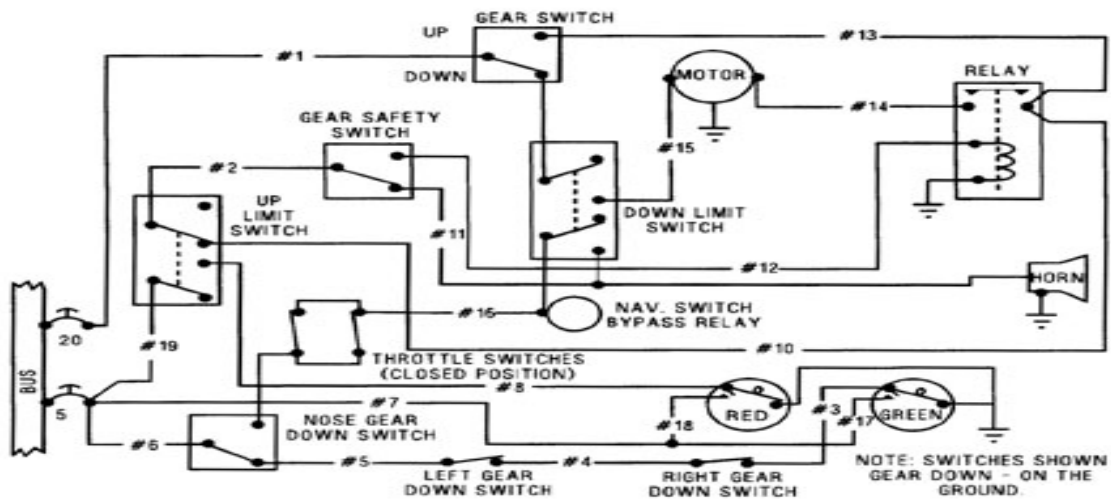 GEAR SWITCH
UP
DOWN
#1
#13
MOTOR
RELAY
#14
GEAR SAFETY
SWITCH
#2
#15
UP
LIMIT
SWITCH
#11
DOWN LIMIT
SWITCH
#12
HORN
#16
NAV. SWITCH
BYPASS RELAY
20
#19
THROTTLE SWITCHES
(CLOSED POSITION)
#10
BUS
5
#8
#7
RED
#3
GREEN
#18
#17
NOSE GEAR
DOWN SWITCH
#6
#5
LEFT GEAR
DOWN SWITCH
#4
RIGHT GEAR
DOWN SWITCH
NOTE: SWITCHES SHOWN
GEAR DOWN - ON THE
GROUND.